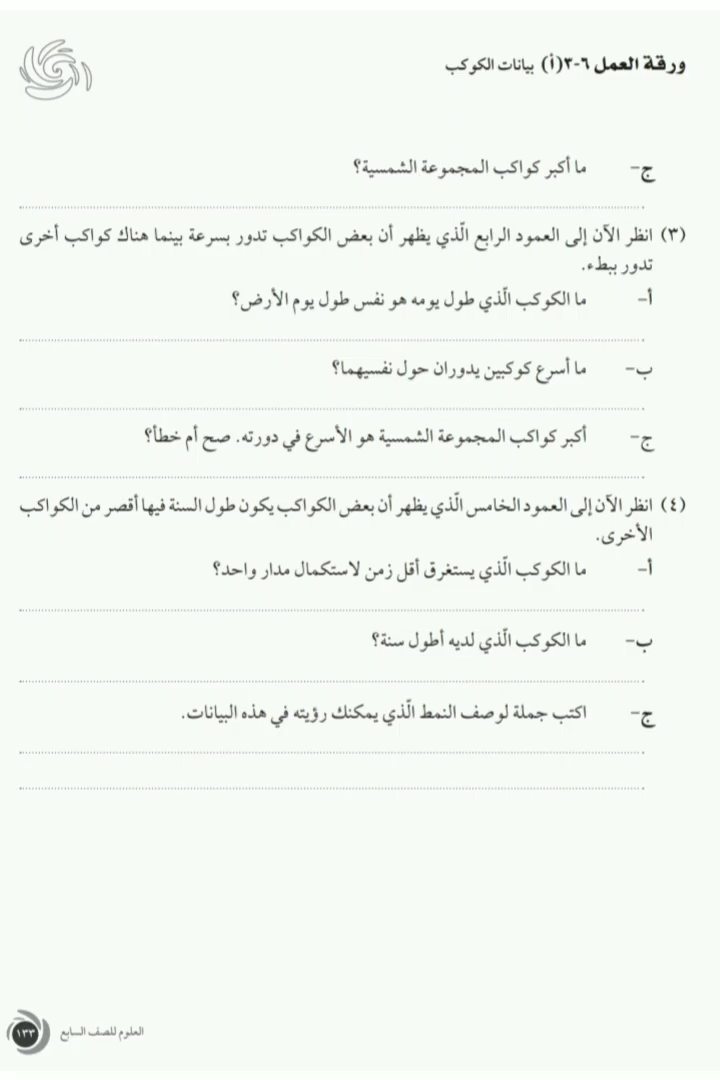 ورقة العمل ٦-٣(أ) بيانات الكوكب
ج- ما أكبر كواكب المجموعة الشمسية؟
(٣) انظر الآن إلى العمود الرابع الّذي يظهر أن بعض الكواكب تدور بسرعة بينما هناك كواكب أخرى
تدور ببطء.
أ- ما الكوكب الّذي طول يومه هو نفس طول يوم الأرض؟
ب- ما أسرع كوكبين يدوران حول نفسيهما؟
ج- أكبر كواكب المجموعة الشمسية هو الأسرع في دورته. صح أم خطأ؟
(٤) انظر الآن إلى العمود الخامس الّذي يظهر أن بعض الكواكب يكون طول السنة فيها أقصر من الكواكب
الأخرى.
أ- ما الكوكب الّذي يستغرق أقل زمن لاستكمال مدار واحد؟
ب- ما الكوكب الّذي لديه أطول سنة؟
ج- اكتب جملة لوصف النمط الّذي يمكنك رؤيته في هذه البيانات.
العلوم للصف السابع
١٣٣